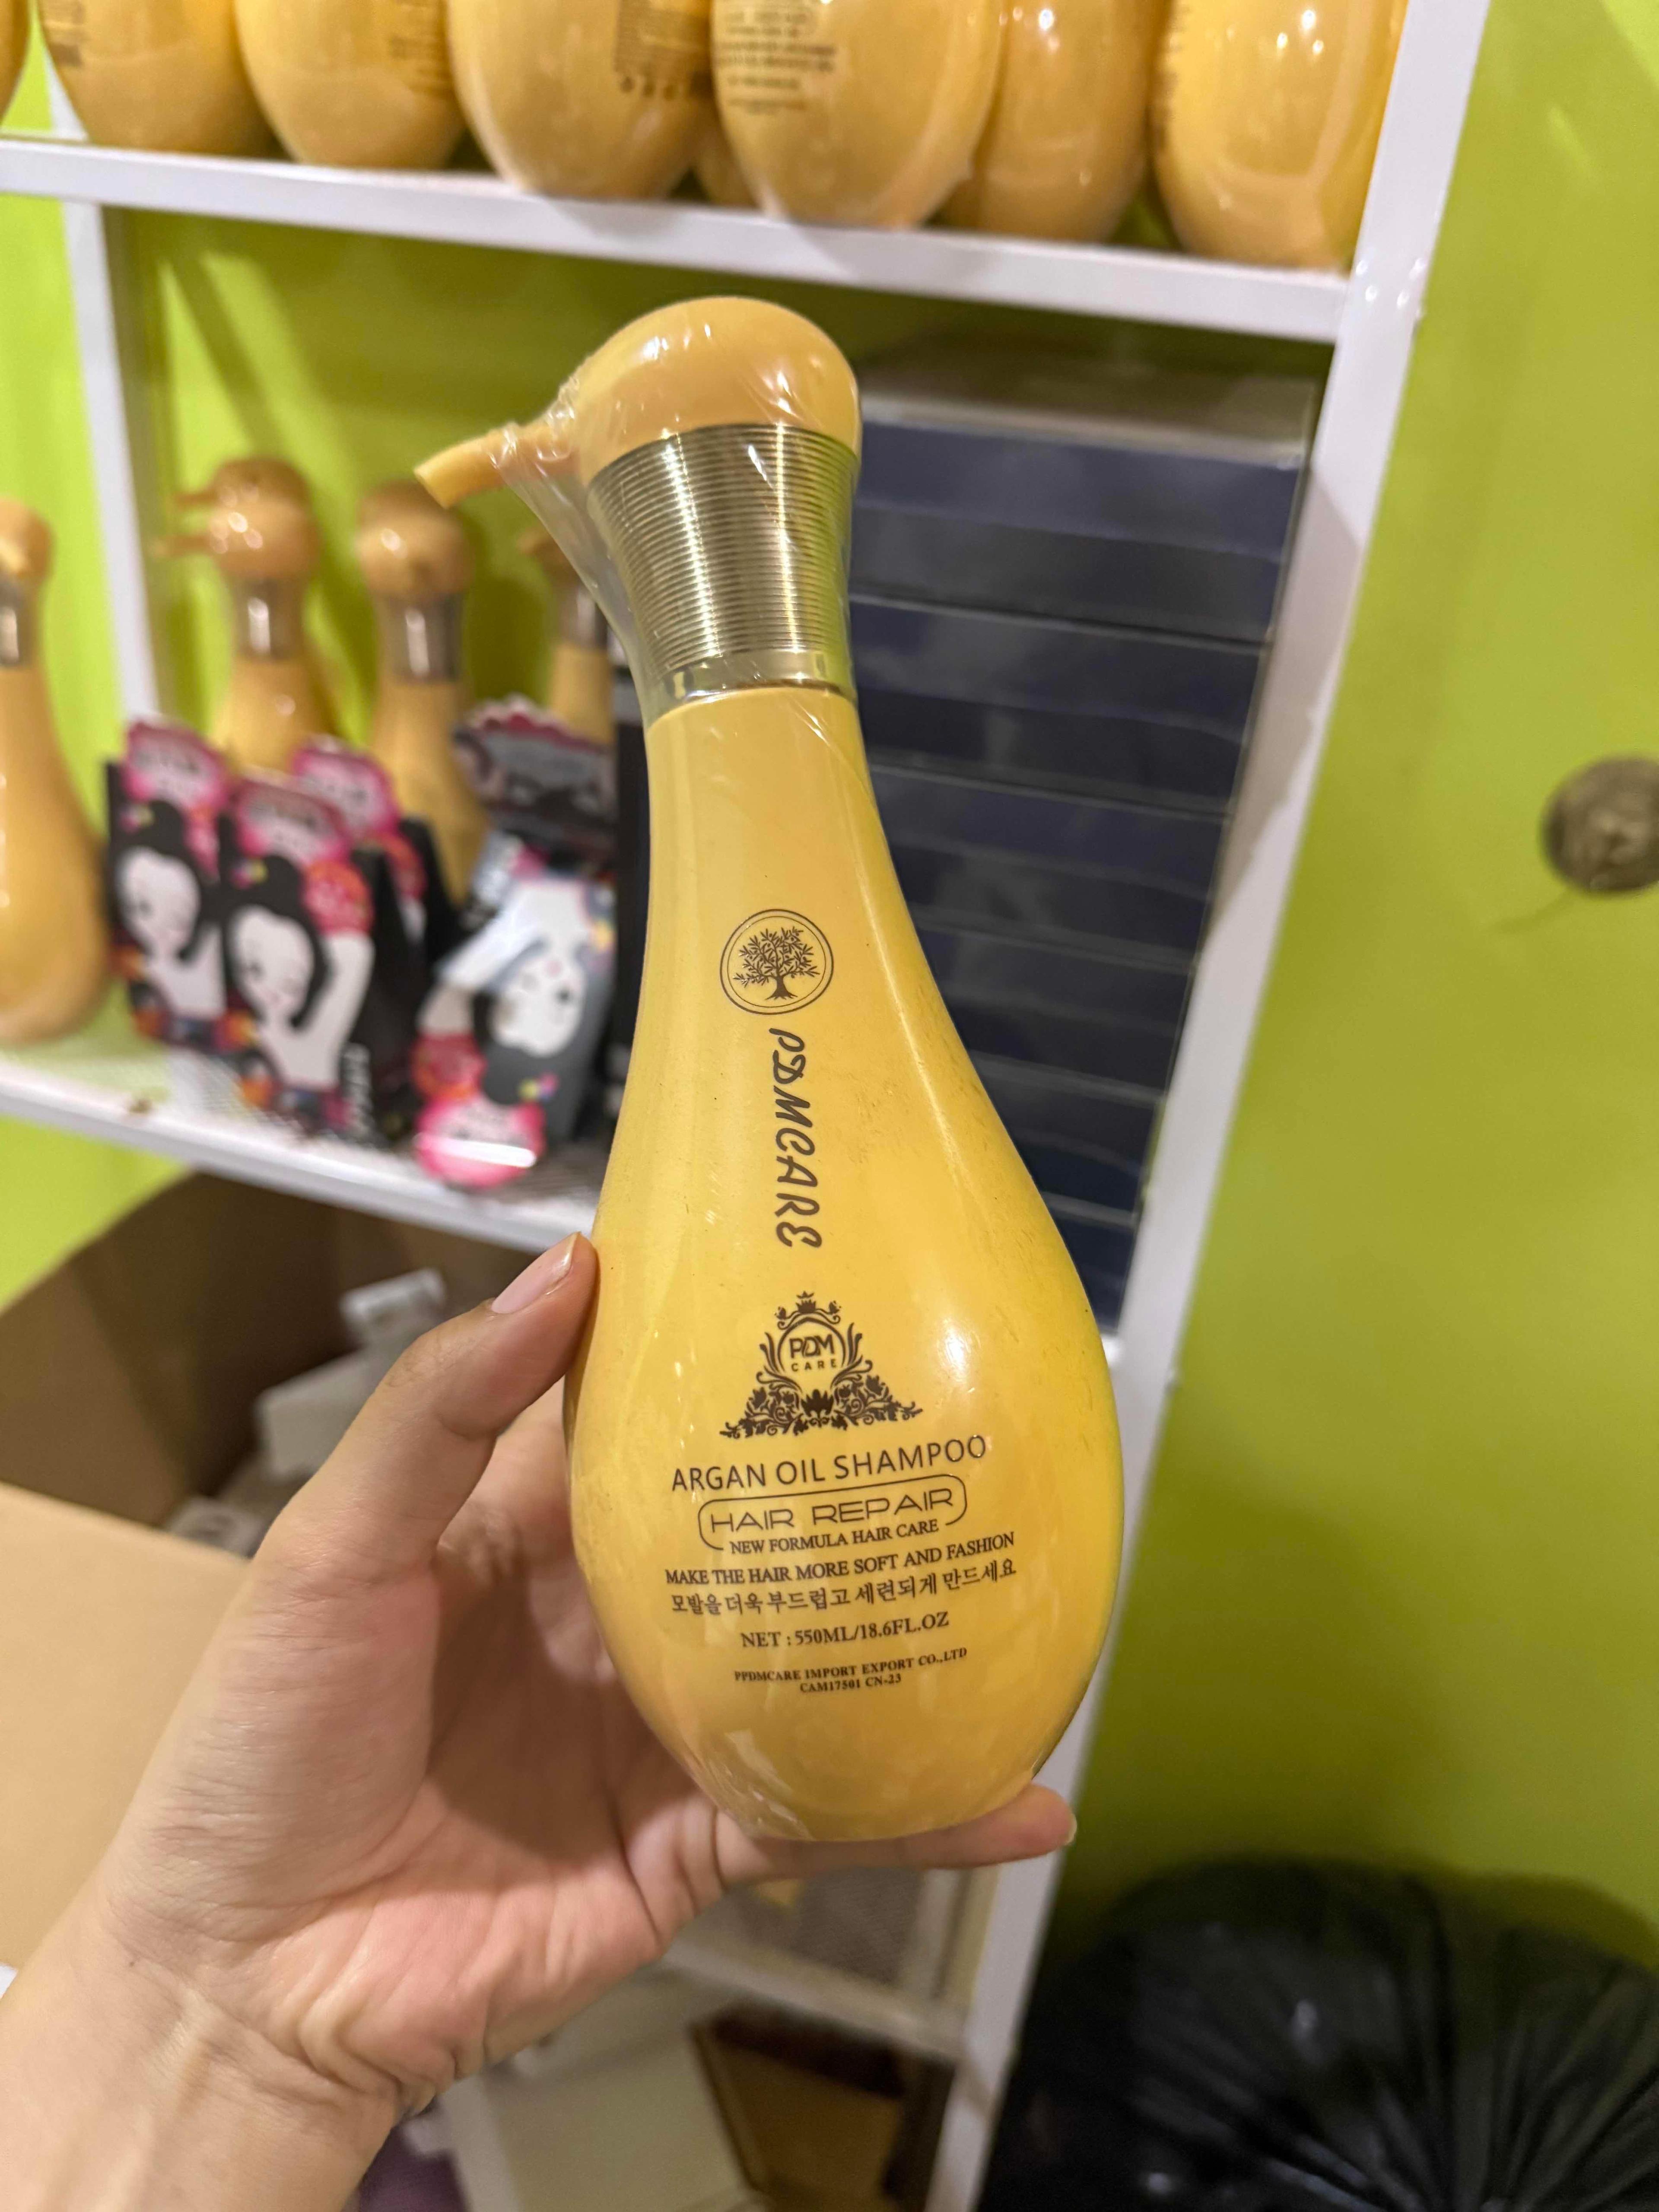 PDMCARE
PDM
CARE
ARGAN OIL SHAMPOO
HAIR REPAIR
NEW FORMULA HAIR CARE
MAKE THE HAIR MORE SOFT AND FASHION
모발을 더욱 부드럽고 세련되게 만드세요
NET : 550ML/18.6FL.OZ
PPDMCARE IMPORT EXPORT CO.,LTD
CAM17501 CN-23